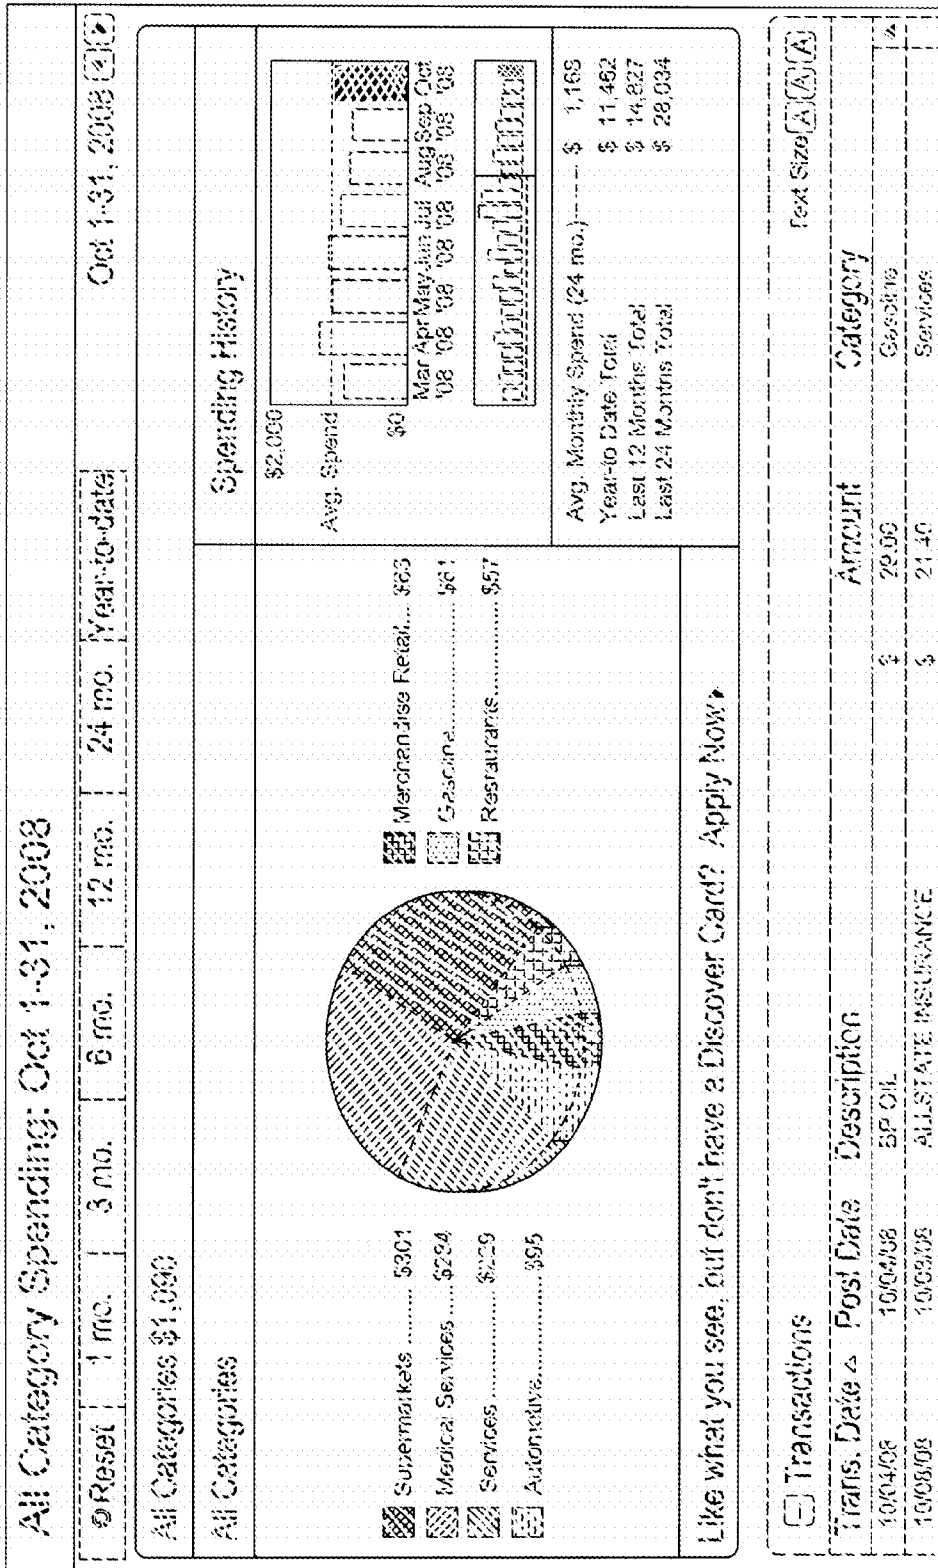 All Category Spending: Oct 1-31, 2008
Reset 1 mo. 3 mo. 6 mo. 12 mo. 24 mo. Year-to-date Oct 1-31, 2008
All Categories $1,090
All Categories
Supermarkets ........ $301
Medical Services .... $284
Services ................. $229
Automotive............ $95
Merchandise Retail.... $63
Gasoline.................... $61
Restaurants.............. $57
Spending History
$2,000
Avg. Spend
$0
Mar Apr May Jun Jul Aug Sep Oct
'08 '08 '08 '08 '08 '08 '08 '08
Avg. Monthly Spend (24 mo.)------ $ 1,168
Year-to Date Total $ 11,462
Last 12 Months Total $ 14,827
Last 24 Months Total $ 28,034
Like what you see, but don't have a Discover Card? Apply Now
Transactions Text Size A A A
Trans. Date Post Date Description Amount Category
10/04/08 10/04/08 BP OIL $ 29.00 Gasoline
10/08/08 10/08/08 ALLSTATE INSURANCE $ 21.40 Services